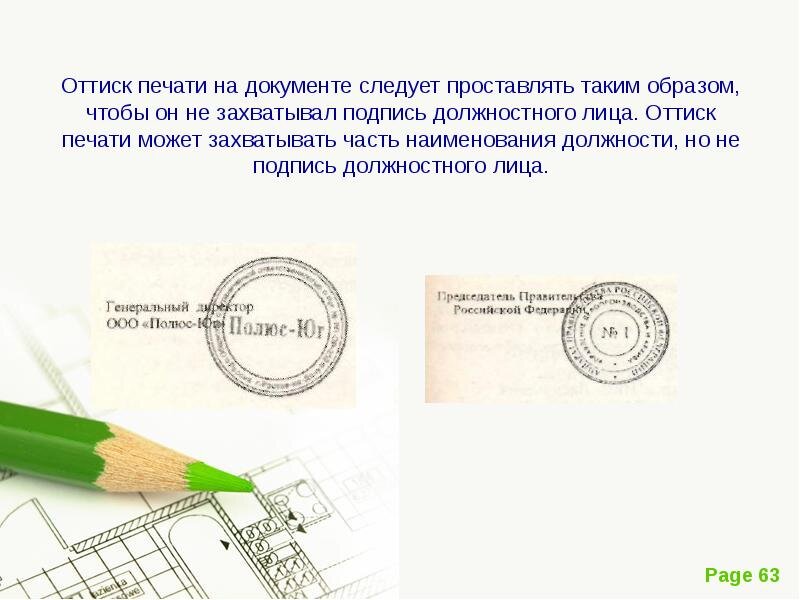 Оттиск печати на документе следует проставлять таким образом,
чтобы он не захватывал подпись должностного лица. Оттиск
печати может захватывать часть наименования должности, но не
подпись должностного лица.
Генеральный директор
ООО «Полюс-Юг»
Полюс-Юг
Председатель Правительства
Российской Федерации
№ 1
Page 63